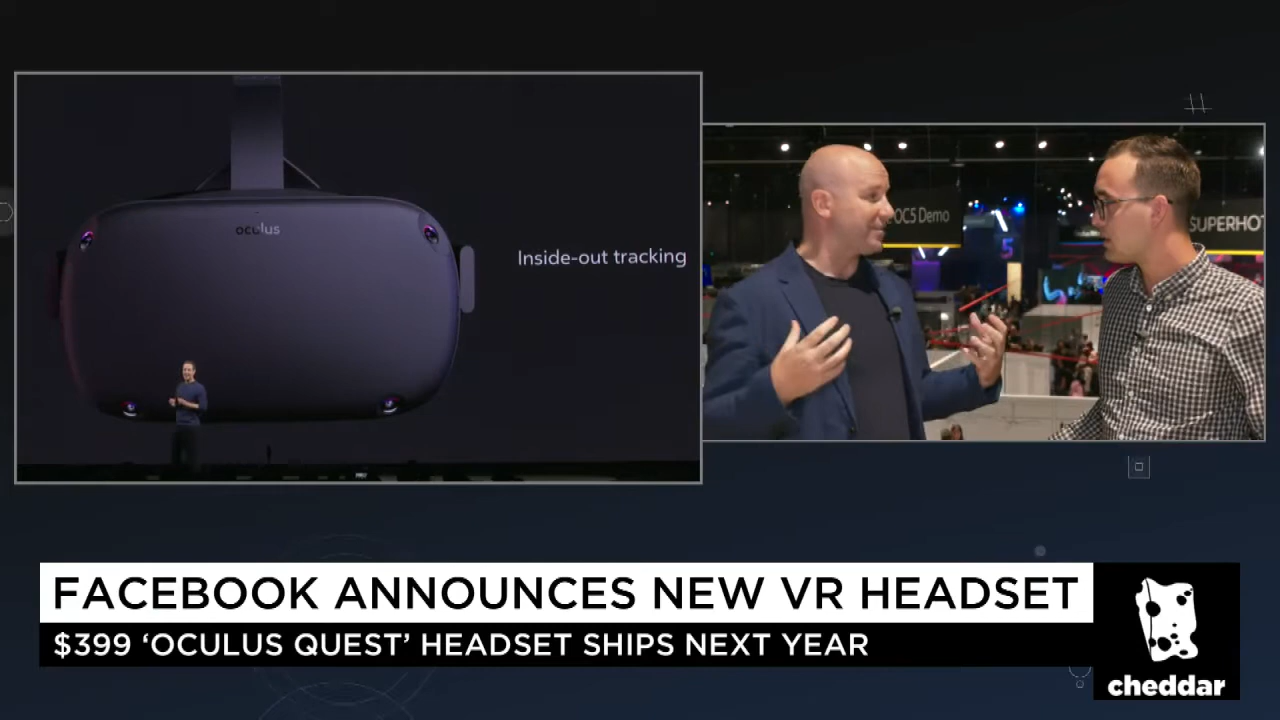 oculus
Inside-out tracking
OC5 Demo
SUPERHOT
5
FACEBOOK ANNOUNCES NEW VR HEADSET
$399 ‘OCULUS QUEST’ HEADSET SHIPS NEXT YEAR
cheddar